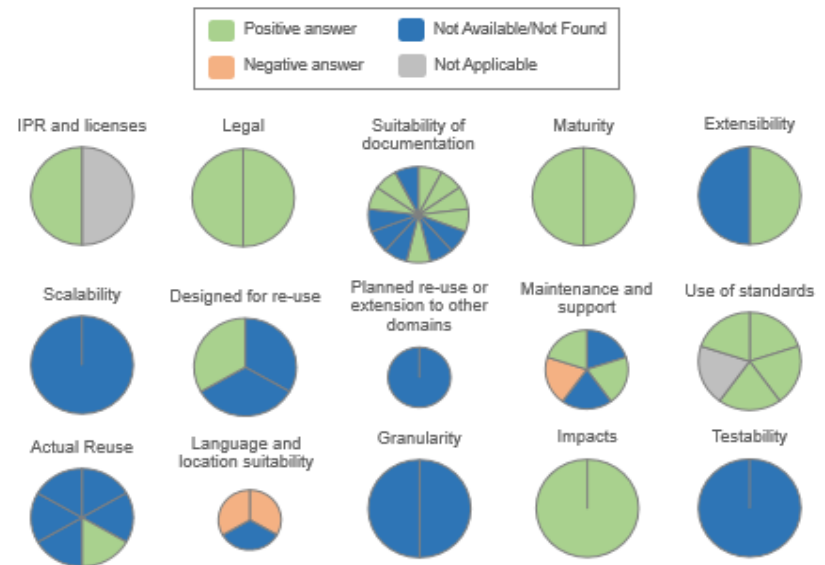 Positive answer
Not Available/Not Found
Negative answer
Not Applicable
IPR and licenses
Legal
Suitability of
documentation
Maturity
Extensibility
Scalability
Designed for re-use
Planned re-use or
extension to other
domains
Maintenance and
support
Use of standards
Actual Reuse
Language and
location suitability
Granularity
Impacts
Testability